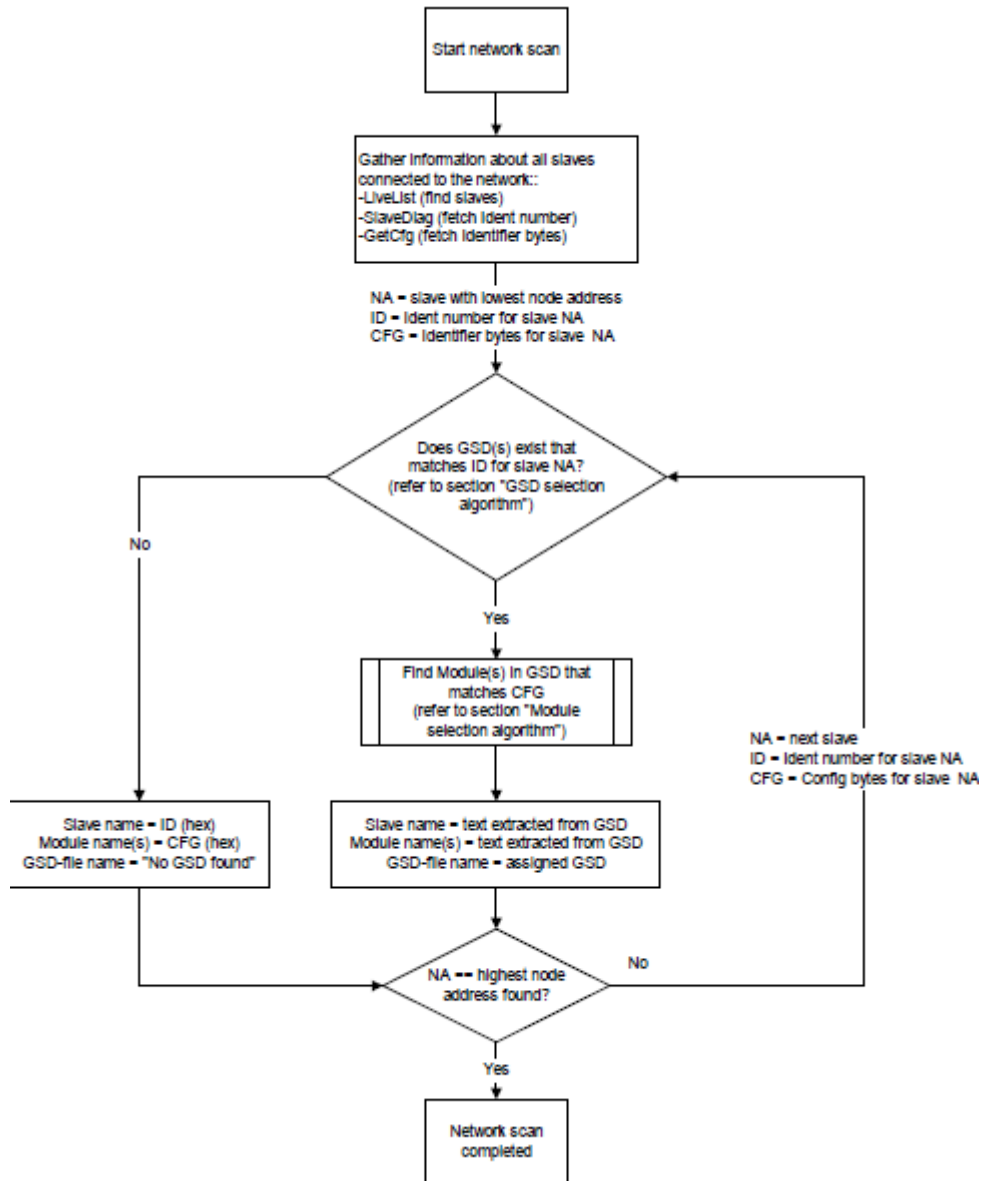 Start network scan
Gather information about all slaves
connected to the network::
-LiveList (find slaves)
-SlaveDiag (fetch ident number)
-GetCfg (fetch identifier bytes)
NA = slave with lowest node address
ID = Ident number for slave NA
CFG = Identifier bytes for slave NA
Does GSD(s) exist that
matches ID for slave NA?
(refer to section "GSD selection
algorithm")
No
Yes
Find Module(s) in GSD that
matches CFG
(refer to section "Module
selection algorithm")
NA = next slave
ID = Ident number for slave NA
CFG = Config bytes for slave NA
Slave name = ID (hex)
Module name(s) = CFG (hex)
GSD-file name = "No GSD found"
Slave name = text extracted from GSD
Module name(s) = text extracted from GSD
GSD-file name = assigned GSD
NA == highest node
address found?
No
Yes
Network scan
completed